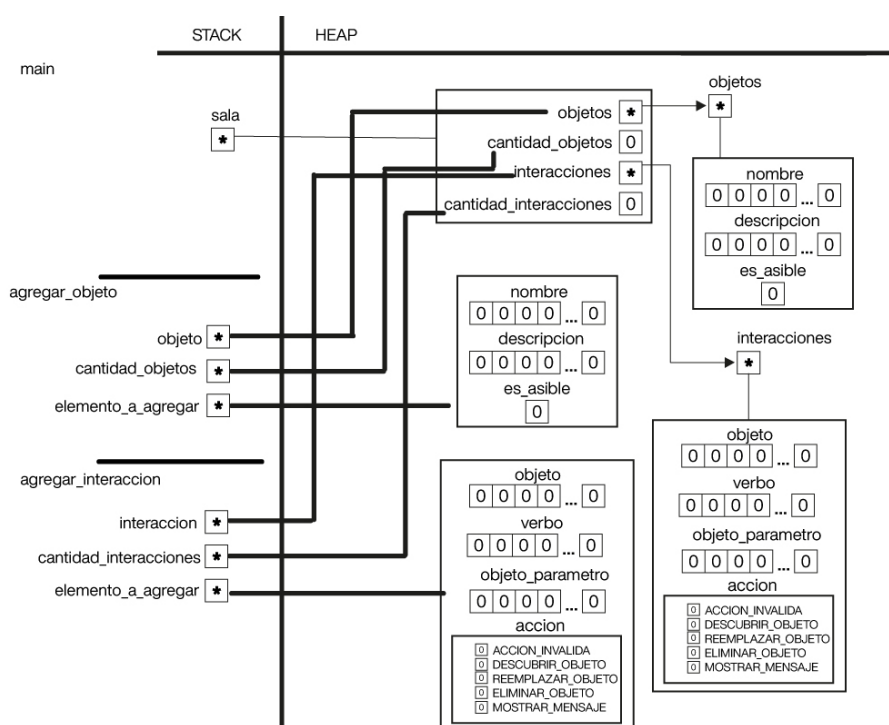 STACK
HEAP
main
sala
*
objetos *
cantidad_objetos 0
interacciones *
cantidad_interacciones 0
objetos
*
nombre
0 0 0 0 ... 0
descripcion
0 0 0 0 ... 0
es_asible
0
agregar_objeto
objeto *
cantidad_objetos *
elemento_a_agregar *
nombre
0 0 0 0 ... 0
descripcion
0 0 0 0 ... 0
es_asible
0
interacciones
*
objeto
0 0 0 0 ... 0
verbo
0 0 0 0 ... 0
objeto_parametro
0 0 0 0 ... 0
accion
0 ACCION_INVALIDA
0 DESCUBRIR_OBJETO
0 REEMPLAZAR_OBJETO
0 ELIMINAR_OBJETO
0 MOSTRAR_MENSAJE
agregar_interaccion
interaccion *
cantidad_interacciones *
elemento_a_agregar *
objeto
0 0 0 0 ... 0
verbo
0 0 0 0 ... 0
objeto_parametro
0 0 0 0 ... 0
accion
0 ACCION_INVALIDA
0 DESCUBRIR_OBJETO
0 REEMPLAZAR_OBJETO
0 ELIMINAR_OBJETO
0 MOSTRAR_MENSAJE